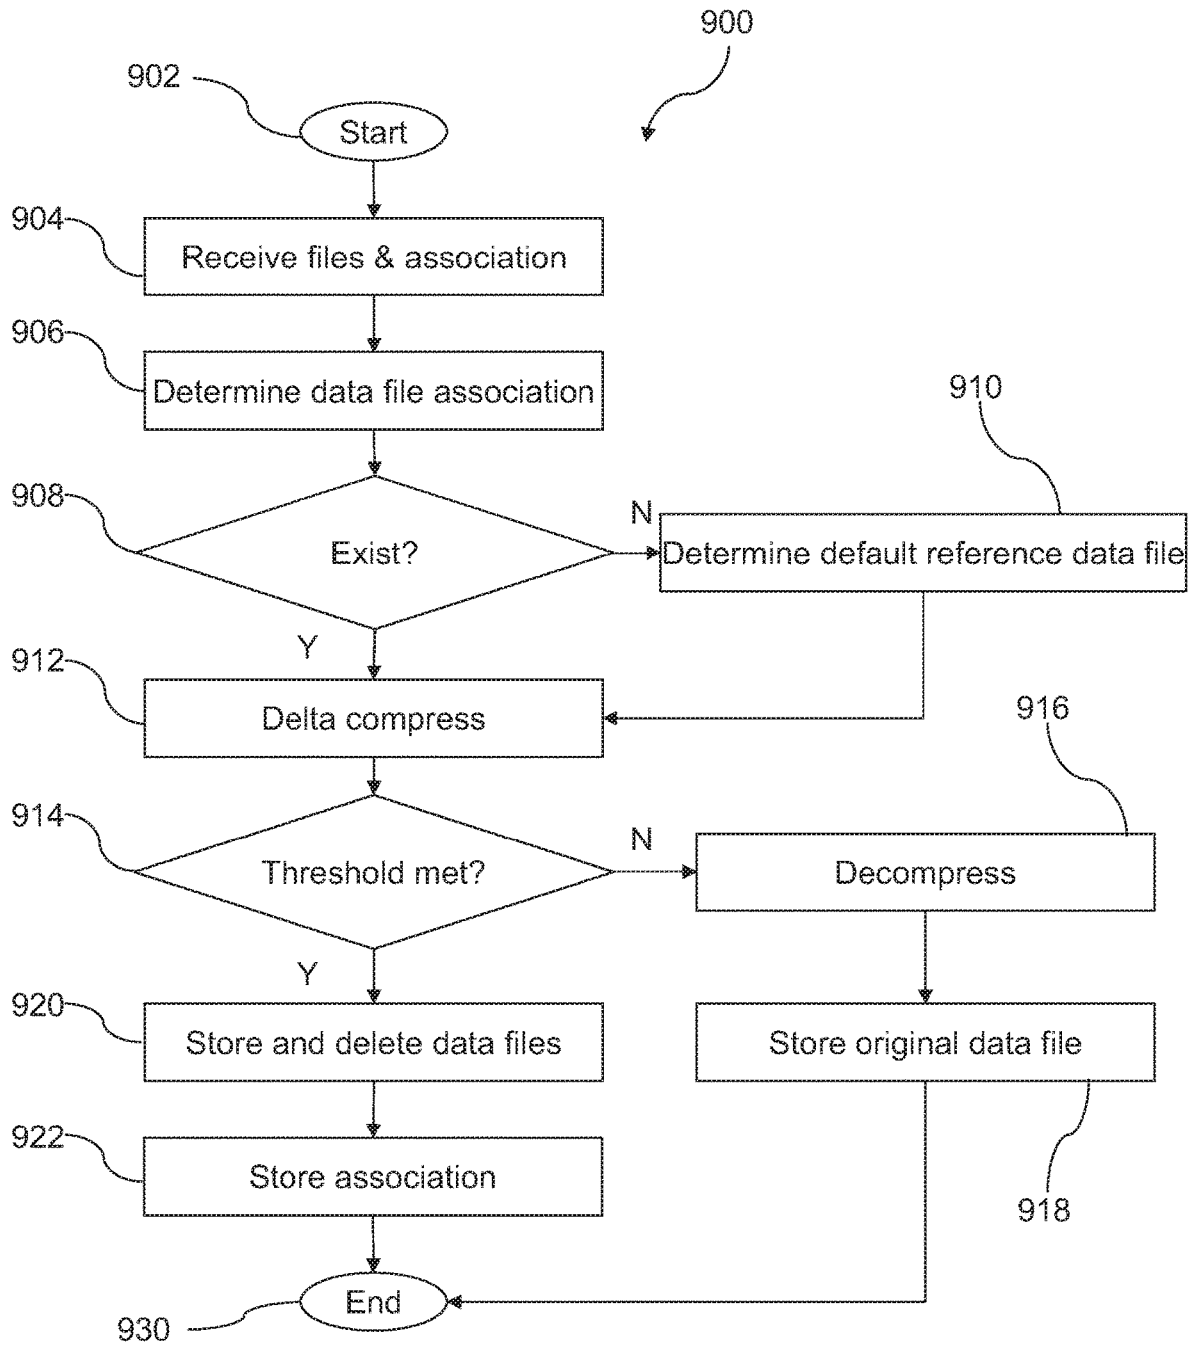 900
902
Start
904
Receive files & association
906
Determine data file association
910
908
Exist?
N
Determine default reference data file
Y
912
Delta compress
916
914
Threshold met?
N
Decompress
Y
920
Store and delete data files
Store original data file
922
Store association
918
End
930